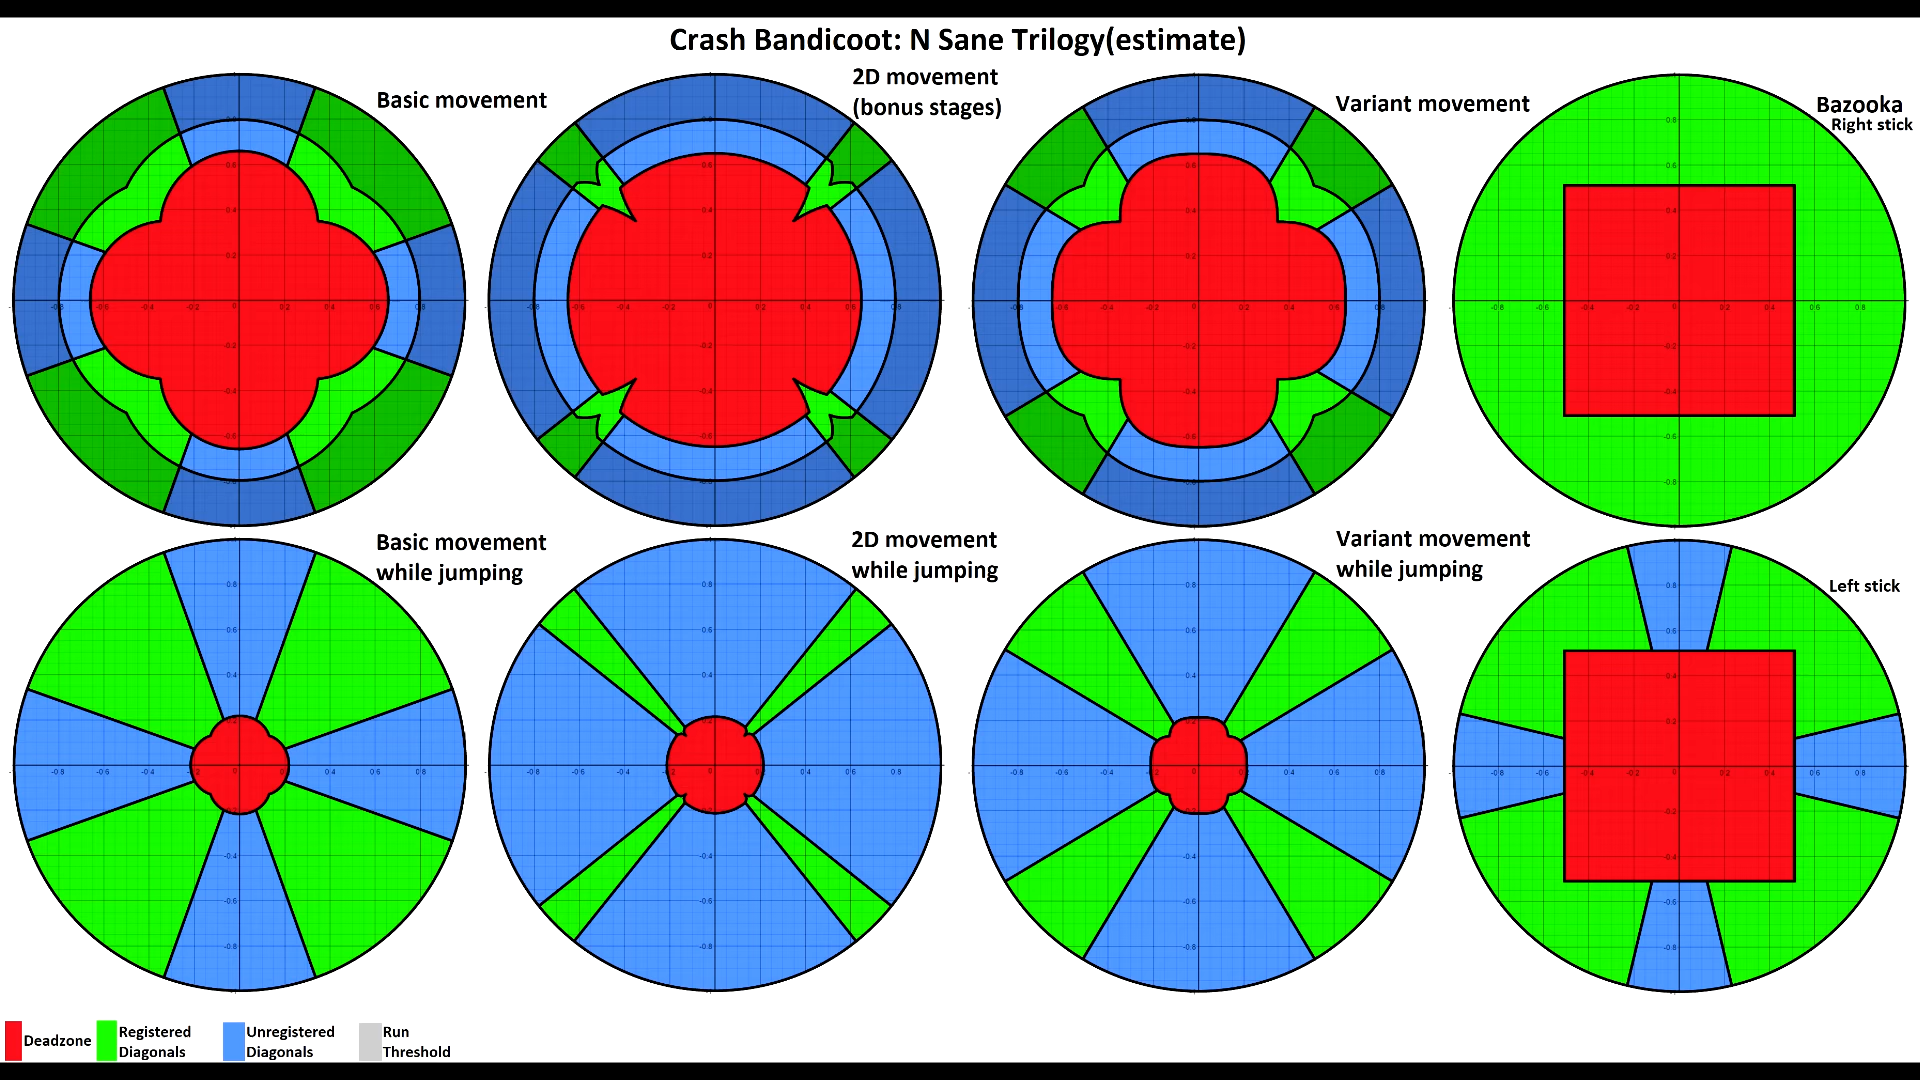 Crash Bandicoot: N Sane Trilogy(estimate)
Basic movement
2D movement
(bonus stages)
Variant movement
Bazooka
Right stick
Basic movement
while jumping
2D movement
while jumping
Variant movement
while jumping
Left stick
Deadzone
Registered
Diagonals
Unregistered
Diagonals
Run
Threshold